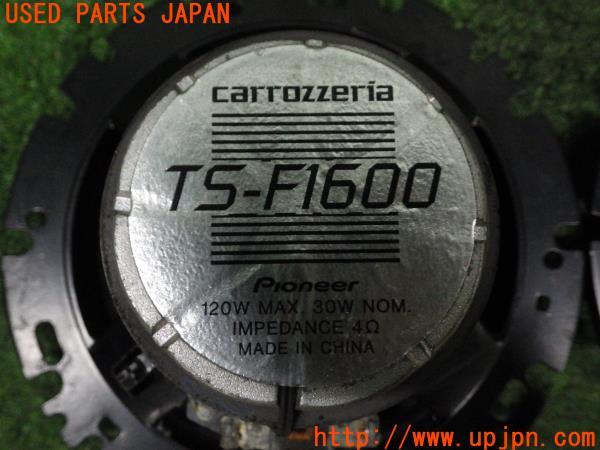 USED PARTS JAPAN
carrozzeria
TS-F1600
Pioneer
120W MAX. 30W NOM.
IMPEDANCE 4Ω
MADE IN CHINA
http://www.upjpn.com